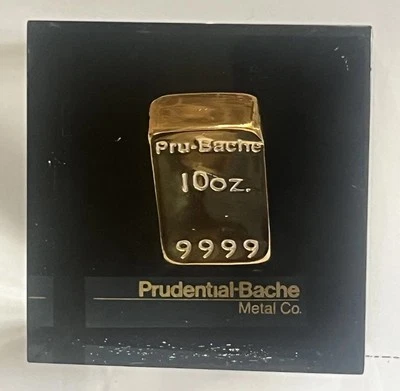 Pru-Bache
10oz.
9999
Prudential-Bache
Metal Co.